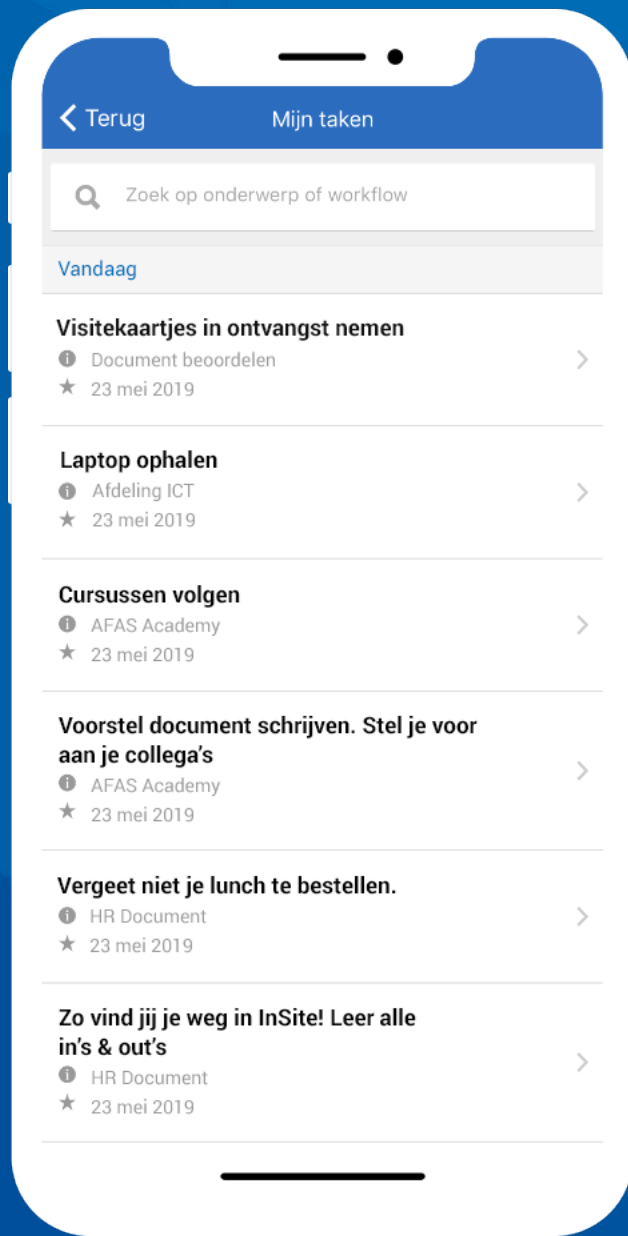 Terug
Mijn taken
Zoek op onderwerp of workflow
Vandaag
Visitekaartjes in ontvangst nemen
Document beoordelen
23 mei 2019
Laptop ophalen
Afdeling ICT
23 mei 2019
Cursussen volgen
AFAS Academy
23 mei 2019
Voorstel document schrijven. Stel je voor
aan je collega's
AFAS Academy
23 mei 2019
Vergeet niet je lunch te bestellen.
HR Document
23 mei 2019
Zo vind jij je weg in InSite! Leer alle
in's & out's
HR Document
23 mei 2019